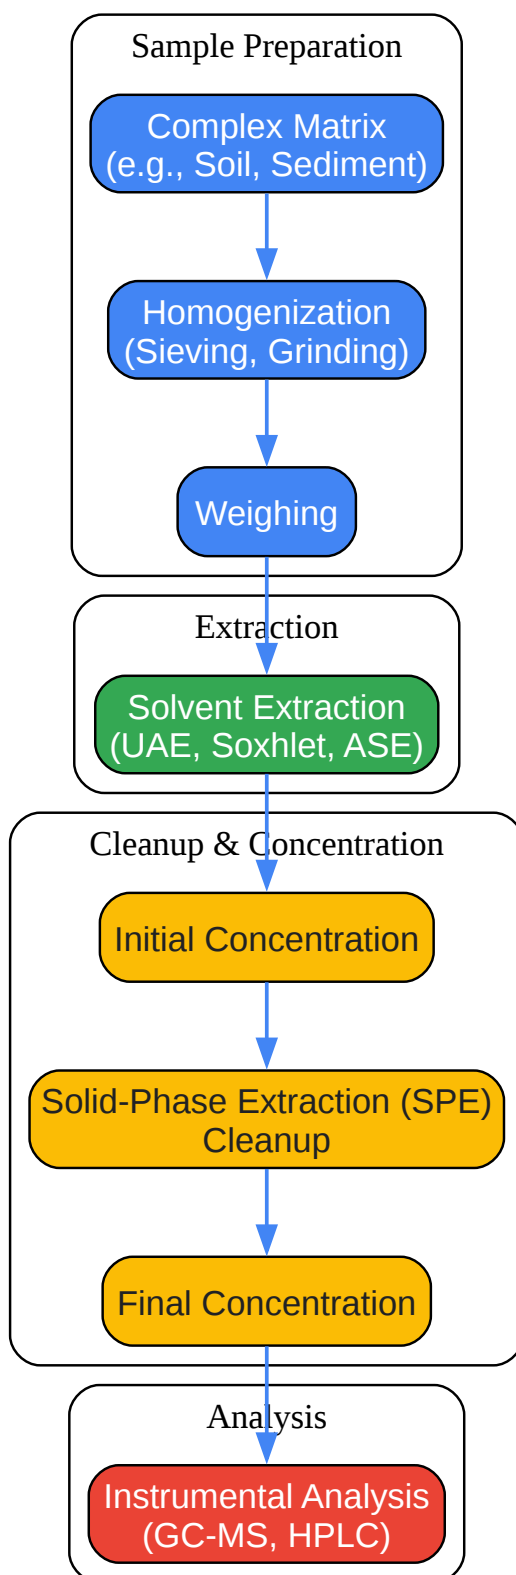 Sample Preparation
Complex Matrix
(e.g., Soil, Sediment)
Homogenization
(Sieving, Grinding)
Weighing
Extraction
Solvent Extraction
(UAE, Soxhlet, ASE)
Cleanup & Concentration
Initial Concentration
Solid-Phase Extraction (SPE)
Cleanup
Final Concentration
Analysis
Instrumental Analysis
(GC-MS, HPLC)